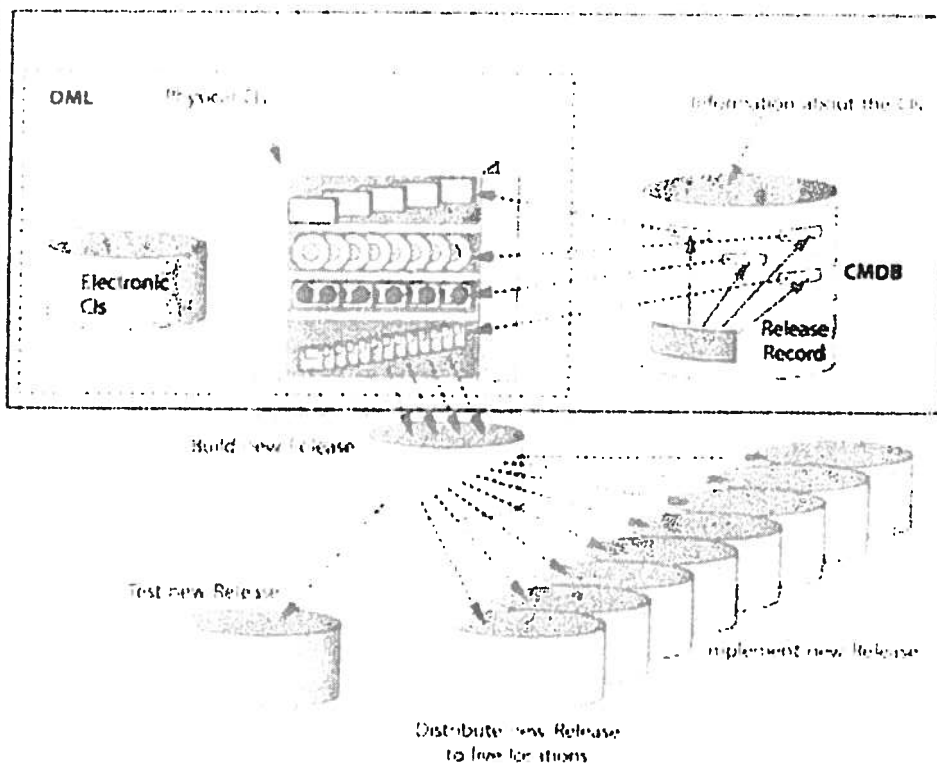 DML
Physical CIs
Information about the CIs
Electronic
CIs
CMDB
Release
Record
Build new Release
Test new Release
Implement new Release
Distribute new Release
to live locations